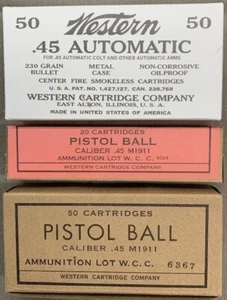 50 Western 50
.45 AUTOMATIC
FOR .45 AUTOMATIC COLT AND OTHER AUTOMATIC ARMS
230 GRAIN METAL NON-CORROSIVE
BULLET CASE OILPROOF
CENTER FIRE SMOKELESS CARTRIDGES
U. S. A. PAT. NO. 1,427,127, CAN. 238,768
WESTERN CARTRIDGE COMPANY
EAST ALTON, ILLINOIS, U. S. A.
MADE IN UNITED STATES OF AMERICA
20 CARTRIDGES
PISTOL BALL
CALIBER .45 M1911
AMMUNITION LOT W. C. C.
WESTERN CARTRIDGE COMPANY
50 CARTRIDGES
PISTOL BALL
CALIBER .45 M1911
AMMUNITION LOT W. C. C. 6367
WESTERN CARTRIDGE COMPANY